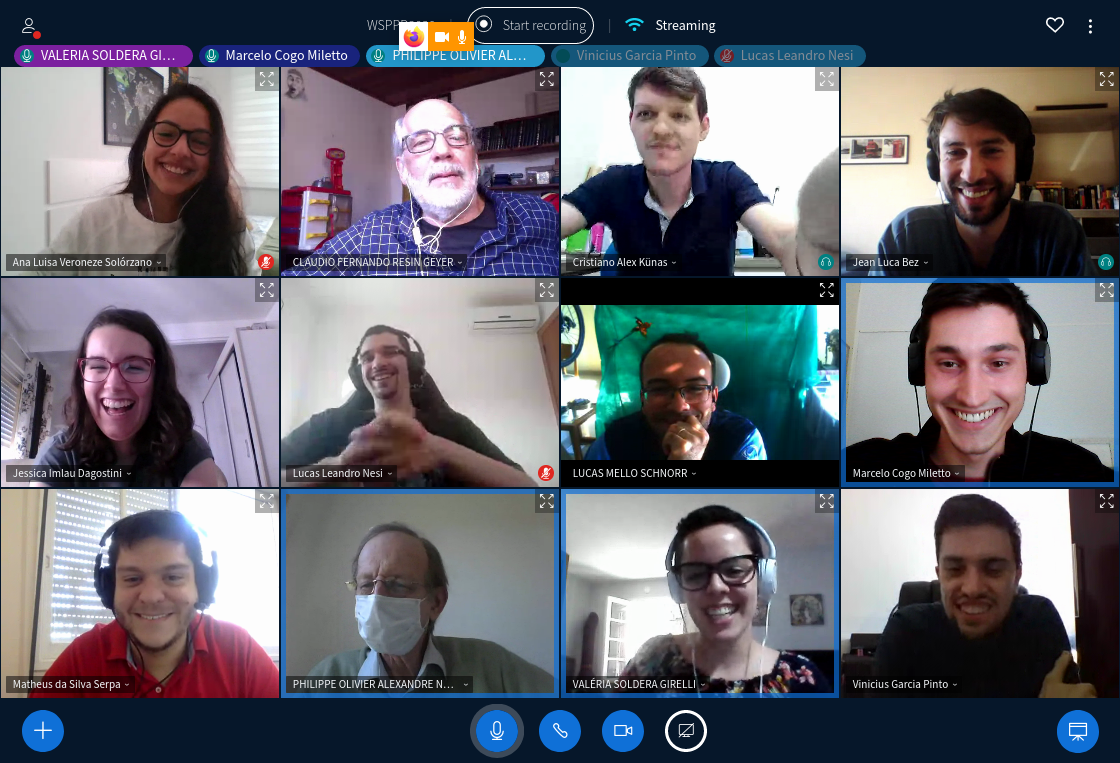 WSPP
Start recording
Streaming
VALERIA SOLDERA GI…
Marcelo Cogo Miletto
PHILIPPE OLIVIER AL…
Vinicius Garcia Pinto
Lucas Leandro Nesi
Ana Luisa Veroneze Solórzano
CLAUDIO FERNANDO RESIN GEYER
Cristiano Alex Künas
Jean Luca Bez
Jessica Imlau Dagostini
Lucas Leandro Nesi
LUCAS MELLO SCHNORR
Marcelo Cogo Miletto
Matheus da Silva Serpa
PHILIPPE OLIVIER ALEXANDRE N…
VALÉRIA SOLDERA GIRELLI
Vinicius Garcia Pinto